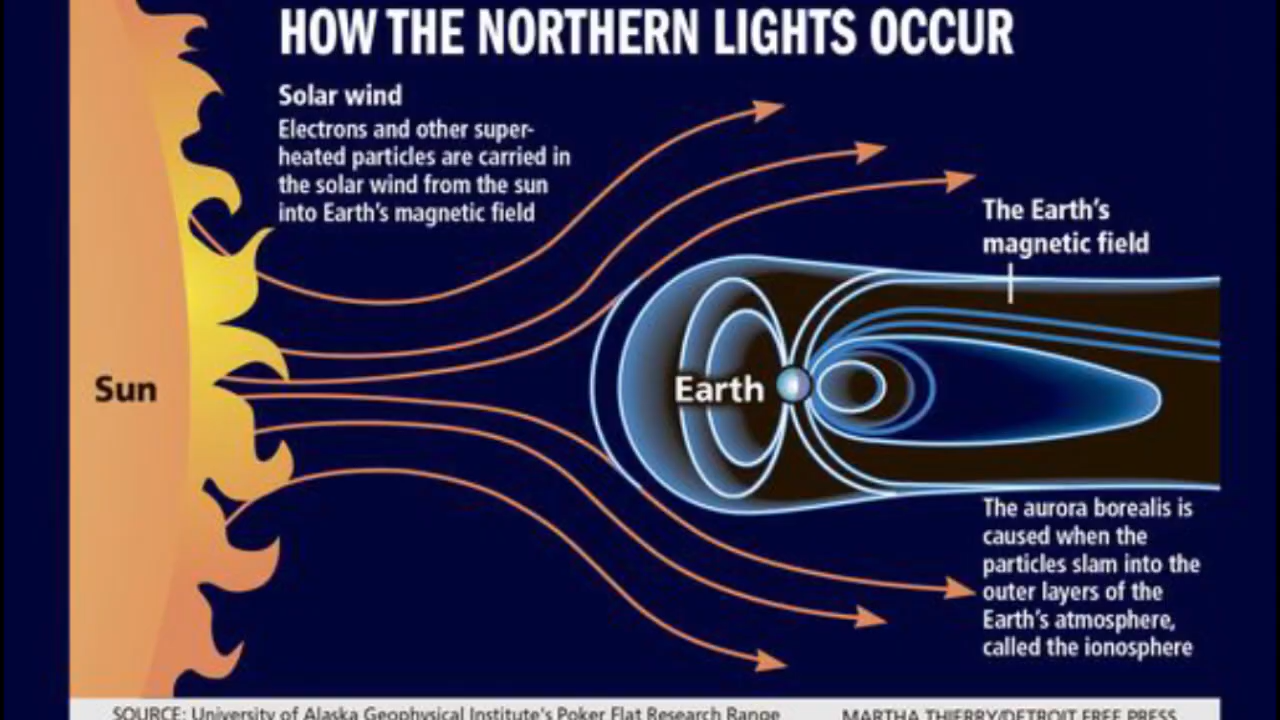 HOW THE NORTHERN LIGHTS OCCUR
Solar wind
Electrons and other super-
heated particles are carried in
the solar wind from the sun
into Earth's magnetic field
The Earth's
magnetic field
Sun
Earth
The aurora borealis is
caused when the
particles slam into the
outer layers of the
Earth's atmosphere,
called the ionosphere
SOURCE: University of Alaska Geophysical Institute's Poker Flat Research Range
MARTHA THIERRY/DETROIT FREE PRESS